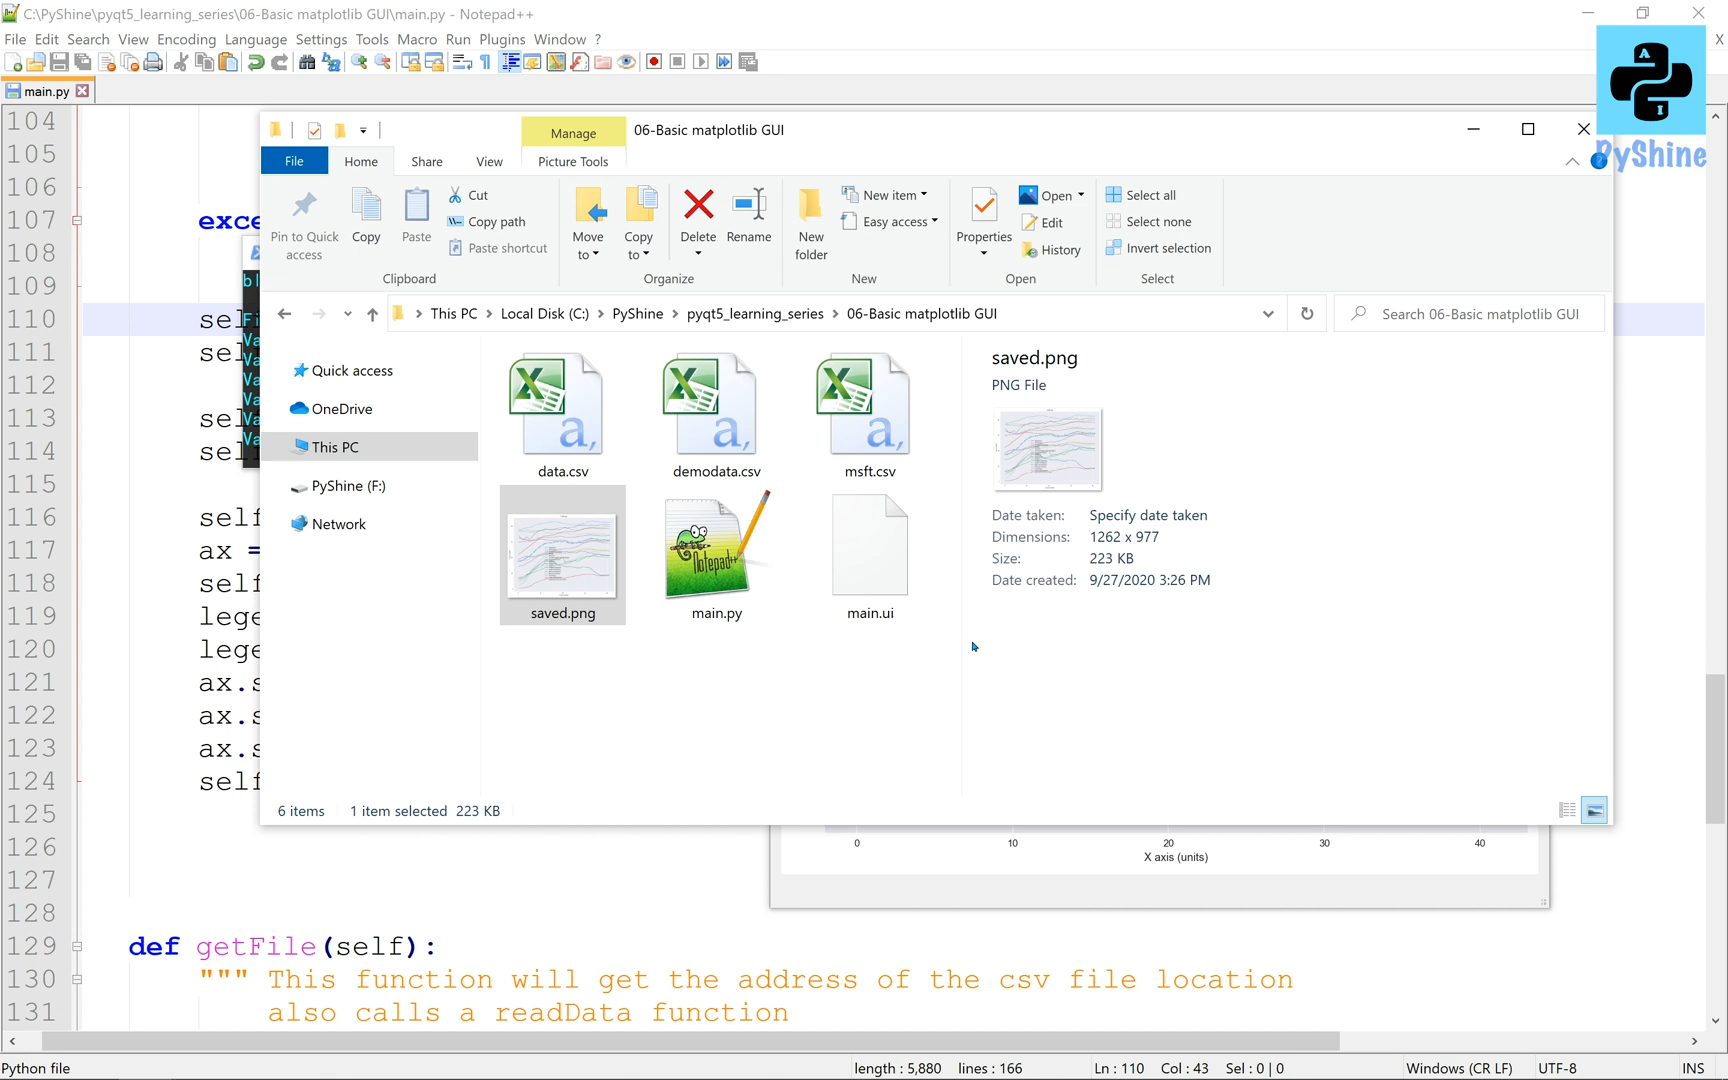 C:\PyShine\pyqt5_learning_series\06-Basic matplotlib GUI\main.py - Notepad++
File Edit Search View Encoding Language Settings Tools Macro Run Plugins Window ?
X
main.py
PyShine
Manage
06-Basic matplotlib GUI
File Home Share View Picture Tools
Pin to Quick access
Copy
Paste
Cut
Copy path
Paste shortcut
Clipboard
Move to
Copy to
Delete
Rename
Organize
New folder
New item
Easy access
New
Properties
Open
Edit
History
Open
Select all
Select none
Invert selection
Select
This PC > Local Disk (C:) > PyShine > pyqt5_learning_series > 06-Basic matplotlib GUI
Search 06-Basic matplotlib GUI
Quick access
OneDrive
This PC
PyShine (F:)
Network
data.csv
demodata.csv
msft.csv
saved.png
main.py
main.ui
saved.png
PNG File
Date taken: Specify date taken
Dimensions: 1262 x 977
Size: 223 KB
Date created: 9/27/2020 3:26 PM
6 items 1 item selected 223 KB
0 10 20 30 40
X axis (units)
104
105
106
107 exce
108
109
110 sel
111 sel
112
113 sel
114 sel
115
116 self
117 ax =
118 self
119 lege
120 lege
121 ax.s
122 ax.s
123 ax.s
124 self
125
126
127
128
129 def getFile(self):
130 """ This function will get the address of the csv file location
131 also calls a readData function
Python file length : 5,880 lines : 166 Ln : 110 Col : 43 Sel : 0 | 0 Windows (CR LF) UTF-8 INS